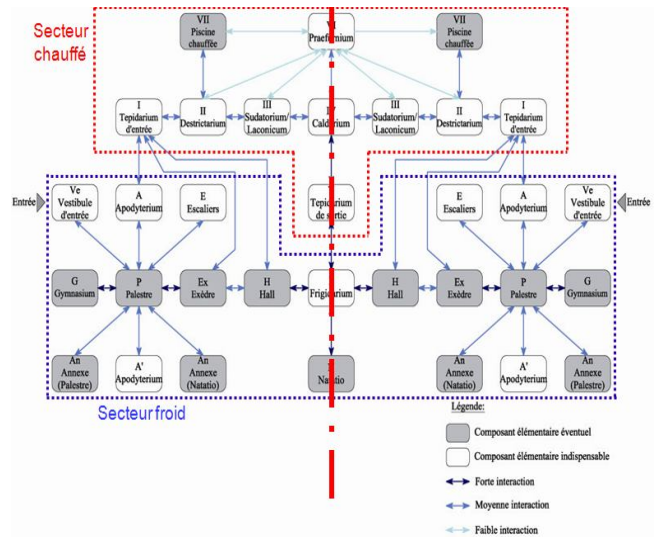 Secteur
chauffé
VII
Piscine
chauffée
VI
Praefurnium
VII
Piscine
chauffée
I
Tepidarium
d'entrée
II
Destrictarium
III
Sudatorium/
Laconicum
IV
Caldarium
III
Sudatorium/
Laconicum
II
Destrictarium
I
Tepidarium
d'entrée
Entrée
Ve
Vestibule
d'entrée
A
Apodyterium
E
Escaliers
Tepidarium
de sortie
E
Escaliers
A
Apodyterium
Ve
Vestibule
d'entrée
Entrée
G
Gymnasium
P
Palestre
Ex
Exèdre
H
Hall
Frigidarium
H
Hall
Ex
Exèdre
P
Palestre
G
Gymnasium
An
Annexe
(Palestre)
A'
Apodyterium
An
Annexe
(Natatio)
Natatio
An
Annexe
(Natatio)
A'
Apodyterium
An
Annexe
(Palestre)
Secteur froid
Légende:
Composant élémentaire éventuel
Composant élémentaire indispensable
Forte interaction
Moyenne interaction
Faible interaction